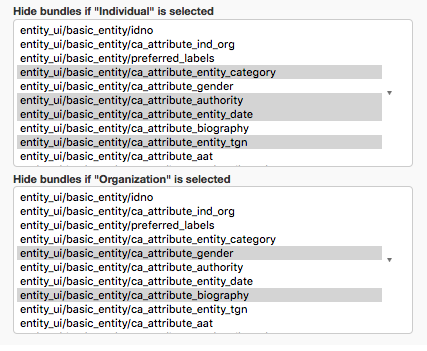 Hide bundles if "Individual" is selected
entity_ui/basic_entity/idno
entity_ui/basic_entity/ca_attribute_ind_org
entity_ui/basic_entity/preferred_labels
entity_ui/basic_entity/ca_attribute_entity_category
entity_ui/basic_entity/ca_attribute_gender
entity_ui/basic_entity/ca_attribute_authority
entity_ui/basic_entity/ca_attribute_entity_date
entity_ui/basic_entity/ca_attribute_biography
entity_ui/basic_entity/ca_attribute_entity_tgn
entity_ui/basic_entity/ca_attribute_aat
Hide bundles if "Organization" is selected
entity_ui/basic_entity/idno
entity_ui/basic_entity/ca_attribute_ind_org
entity_ui/basic_entity/preferred_labels
entity_ui/basic_entity/ca_attribute_entity_category
entity_ui/basic_entity/ca_attribute_gender
entity_ui/basic_entity/ca_attribute_authority
entity_ui/basic_entity/ca_attribute_entity_date
entity_ui/basic_entity/ca_attribute_biography
entity_ui/basic_entity/ca_attribute_entity_tgn
entity_ui/basic_entity/ca_attribute_aat